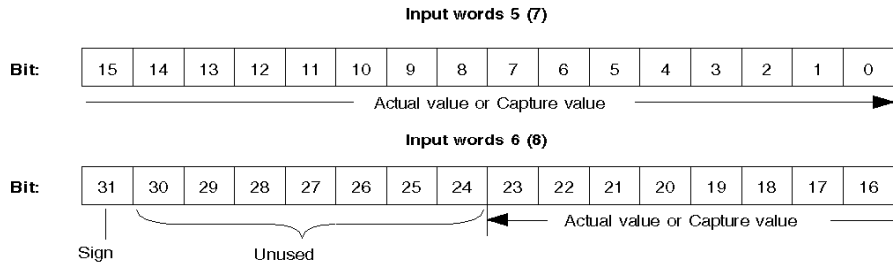 Input words 5 (7)
Bit: 15 14 13 12 11 10 9 8 7 6 5 4 3 2 1 0
Actual value or Capture value
Input words 6 (8)
Bit: 31 30 29 28 27 26 25 24 23 22 21 20 19 18 17 16
Actual value or Capture value
Sign Unused